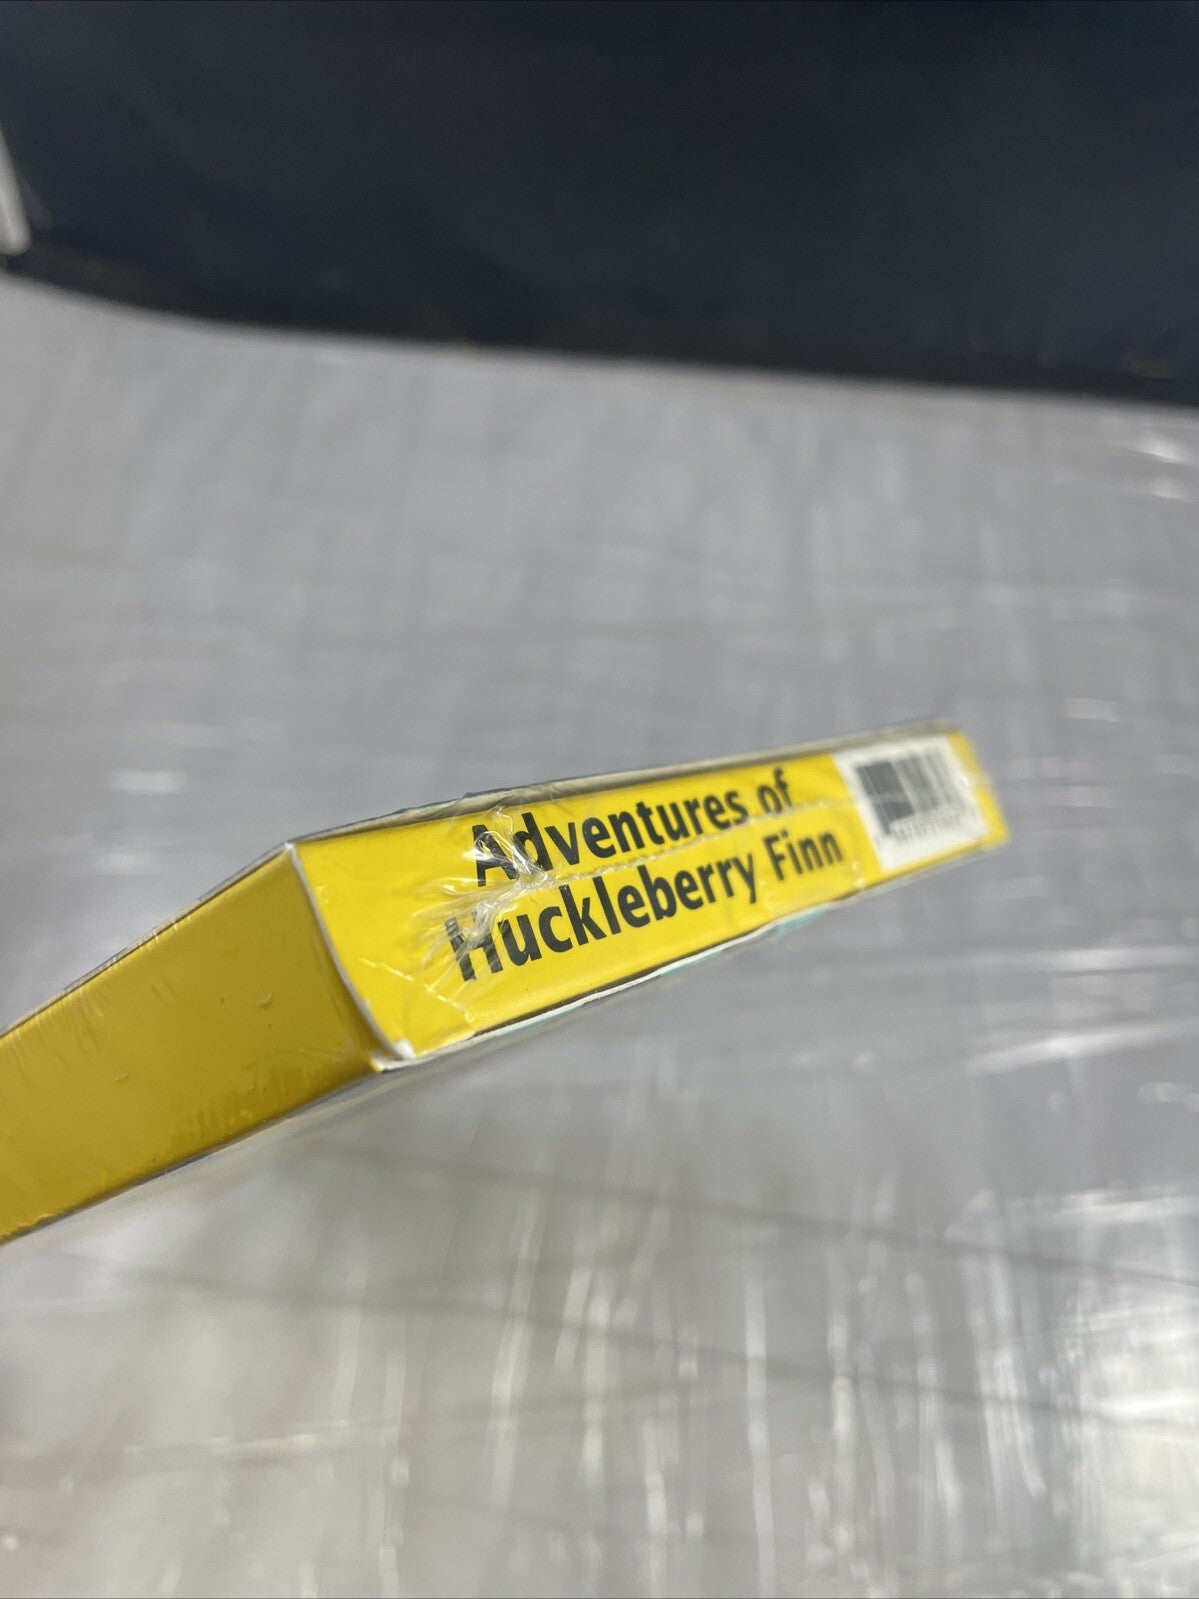 Adventures of
Huckleberry Finn